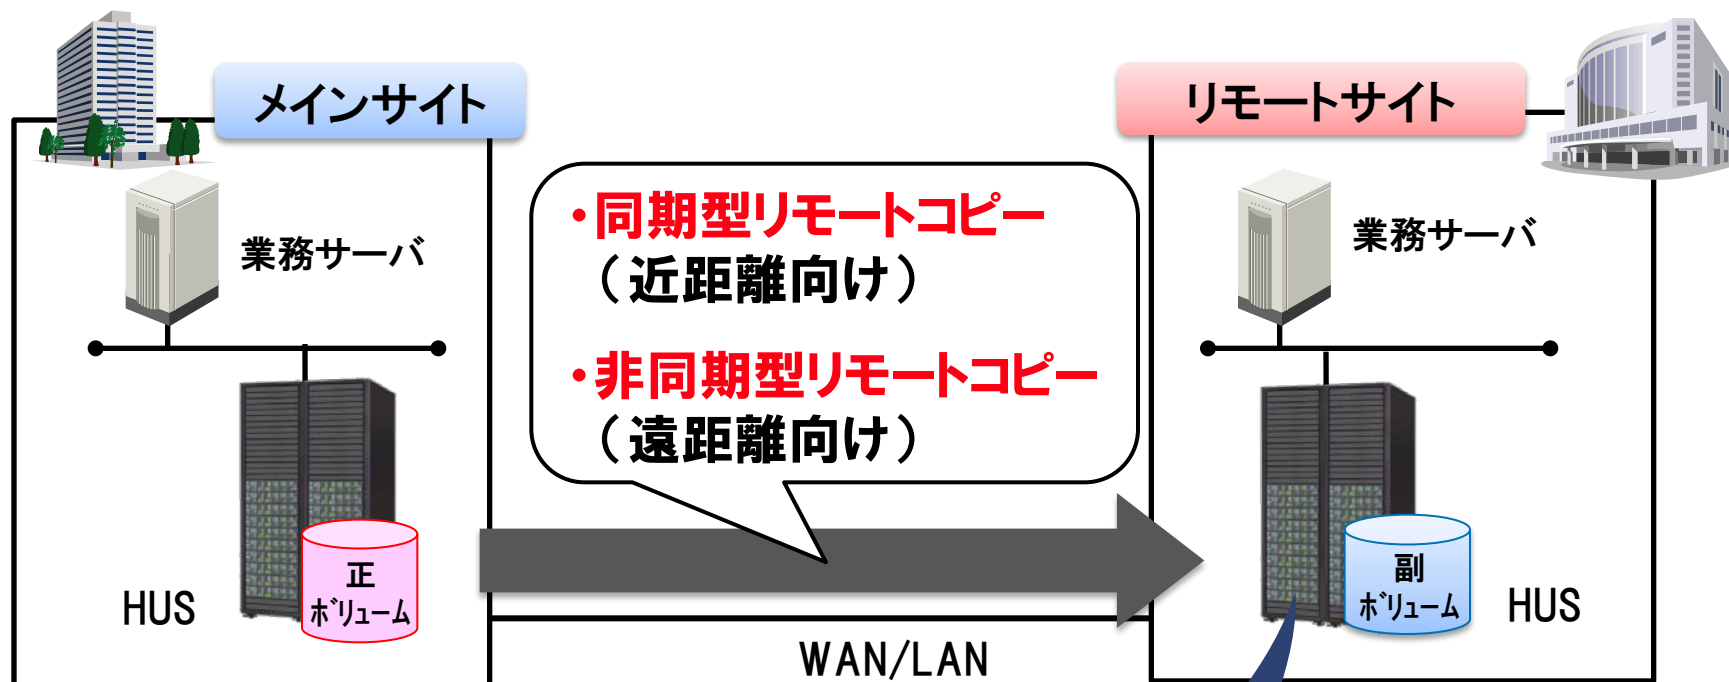 メインサイト
リモートサイト
業務サーバ
・同期型リモートコピー
（近距離向け）
・非同期型リモートコピー
（遠距離向け）
業務サーバ
正
ﾎﾞﾘｭｰﾑ
HUS
副
ﾎﾞﾘｭｰﾑ
HUS
WAN/LAN